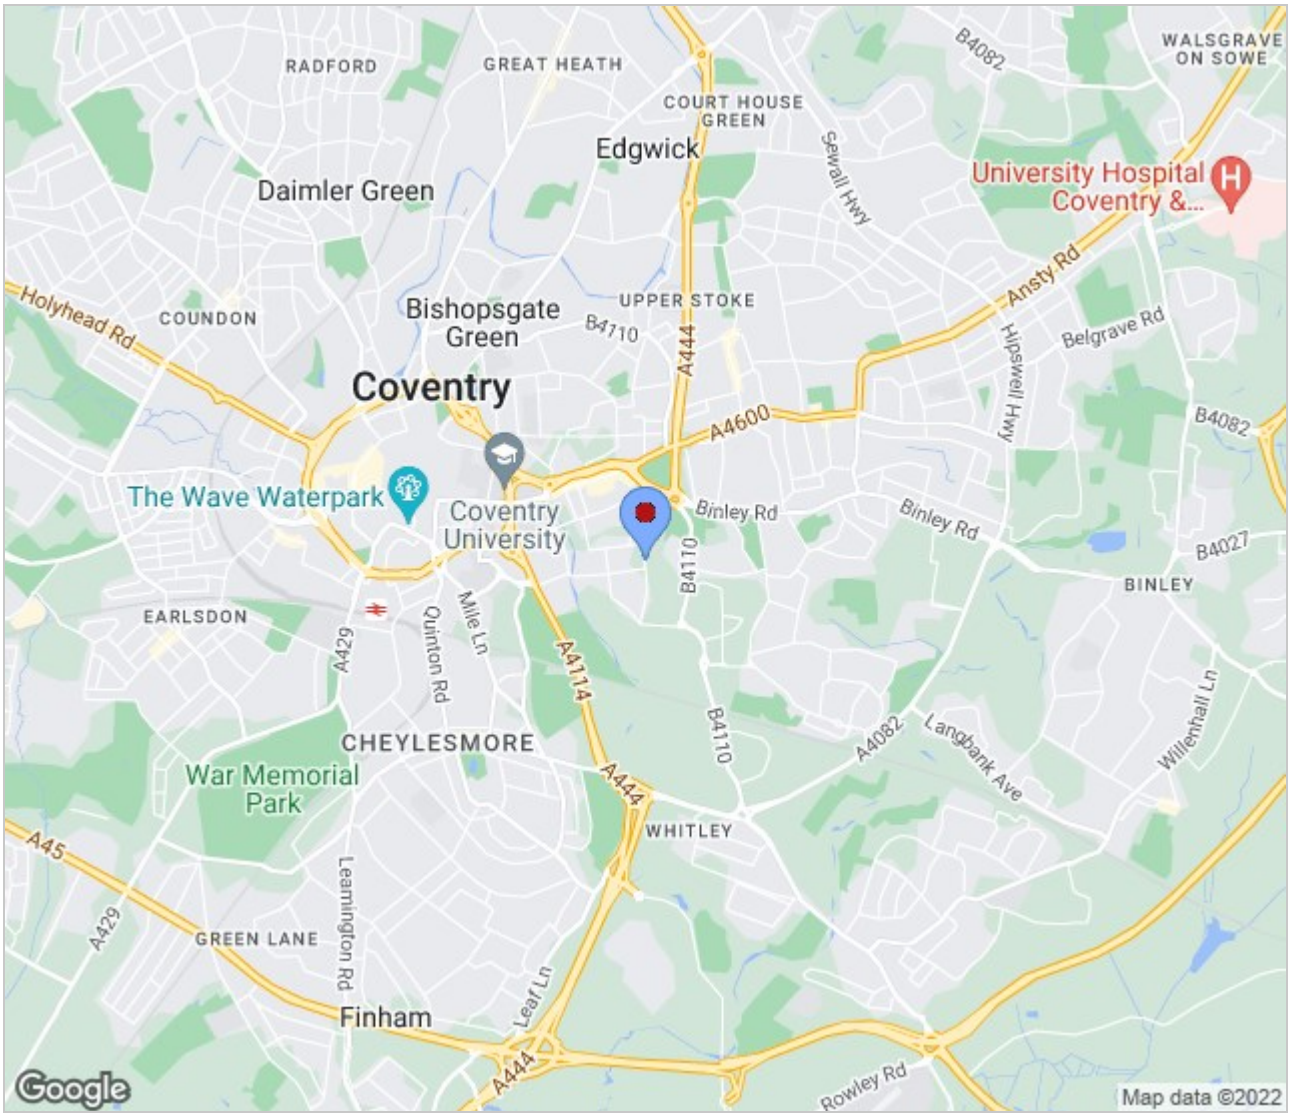 B4082
WALSGRAVE
ON SOWE
RADFORD
GREAT HEATH
COURT HOUSE
GREEN
Edgwick
Sewall Hwy
University Hospital
Coventry &...
H
Daimler Green
Ansty Rd
Holyhead Rd
COUNDON
Bishopsgate
Green
UPPER STOKE
B4110
A444
Hipswell Hwy
Belgrave Rd
Coventry
A4600
B4082
The Wave Waterpark
Coventry
University
Binley Rd
Binley Rd
B4110
B4027
BINLEY
EARLSDON
A429
Quinton Rd
Mile Ln
A4114
B4110
A4082
Langbank Ave
Willenhall Ln
CHEYLESMORE
War Memorial
Park
A444
WHITLEY
A45
A429
Leamington Rd
GREEN LANE
Leaf Ln
Finham
A444
Rowley Rd
Google
Map data ©2022